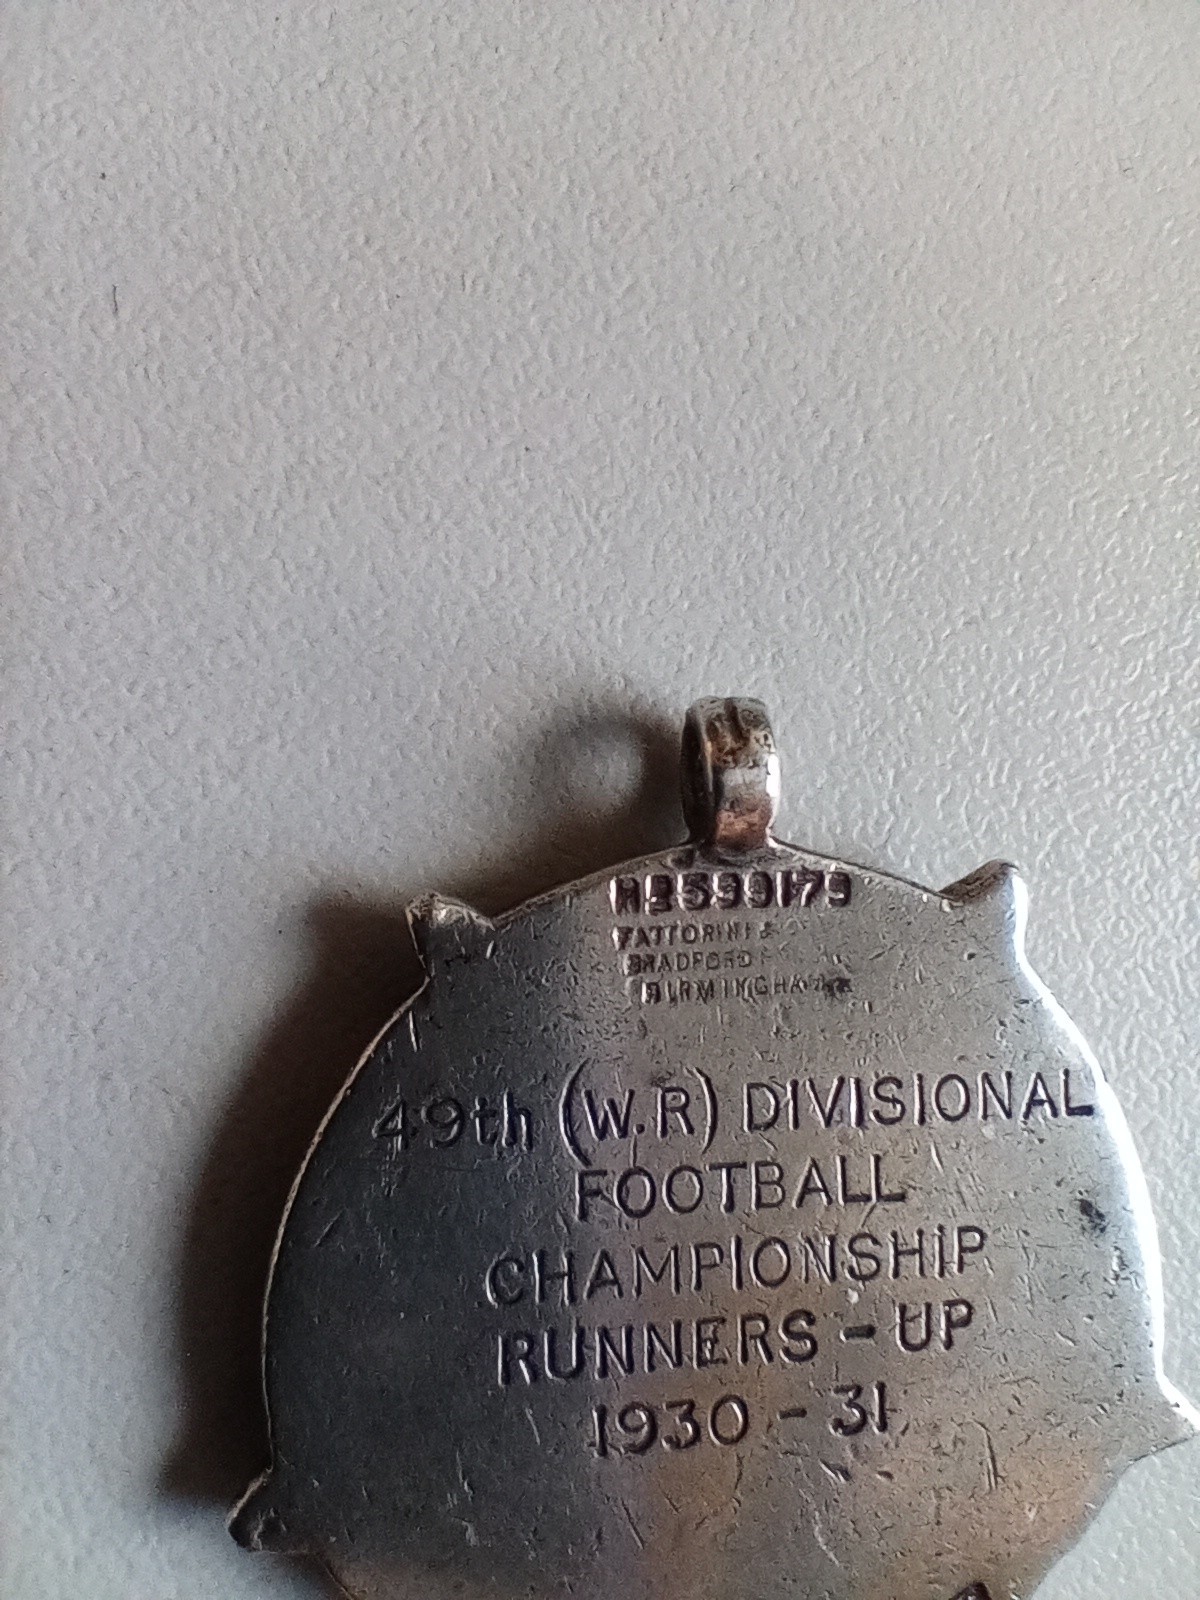 RD599179
FATTORINI &
BRADFORD
BIRMINGHAM
49th (W.R) DIVISIONAL
FOOTBALL
CHAMPIONSHIP
RUNNERS - UP
1930 - 31